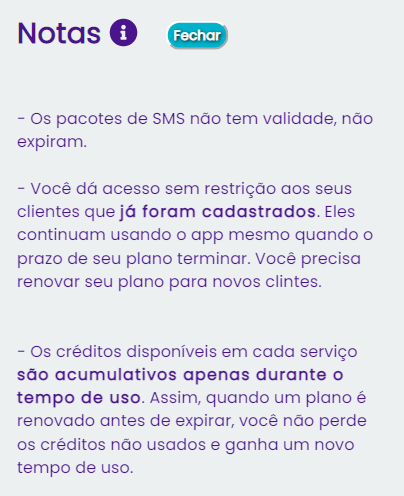 Notas
Fechar
- Os pacotes de SMS não tem validade, não
expiram.
- Você dá acesso sem restrição aos seus
clientes que já foram cadastrados. Eles
continuam usando o app mesmo quando o
prazo de seu plano terminar. Você precisa
renovar seu plano para novos clintes.
- Os créditos disponíveis em cada serviço
são acumulativos apenas durante o
tempo de uso. Assim, quando um plano é
renovado antes de expirar, você não perde
os créditos não usados e ganha um novo
tempo de uso.